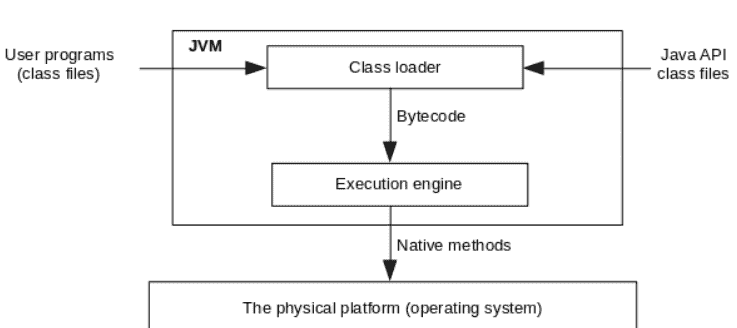 JVM
User programs
(class files)
Class loader
Java API
class files
Bytecode
Execution engine
Native methods
The physical platform (operating system)